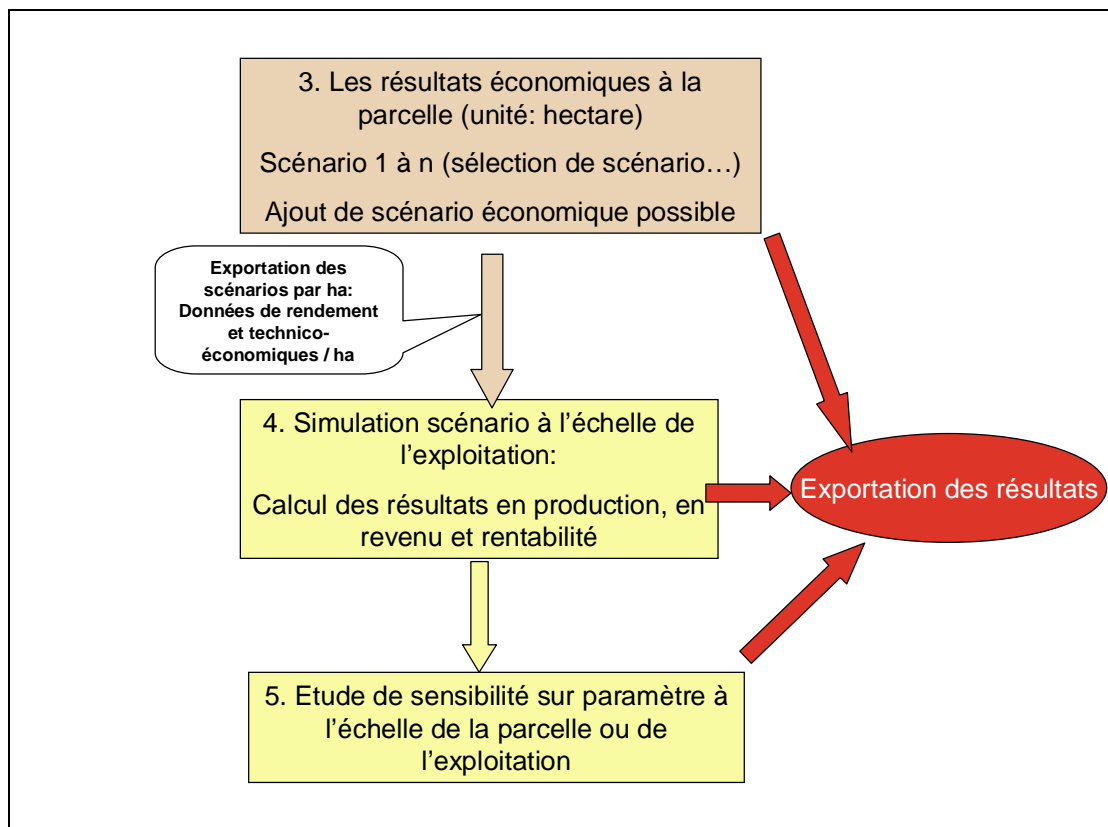 3. Les résultats économiques à la
parcelle (unité: hectare)
Scénario 1 à n (sélection de scénario…)
Ajout de scénario économique possible
Exportation des
scénarios par ha:
Données de rendement
et technico-
économiques / ha
4. Simulation scénario à l’échelle de
l’exploitation:
Calcul des résultats en production, en
revenu et rentabilité
Exportation des résultats
5. Etude de sensibilité sur paramètre à
l’échelle de la parcelle ou de
l’exploitation